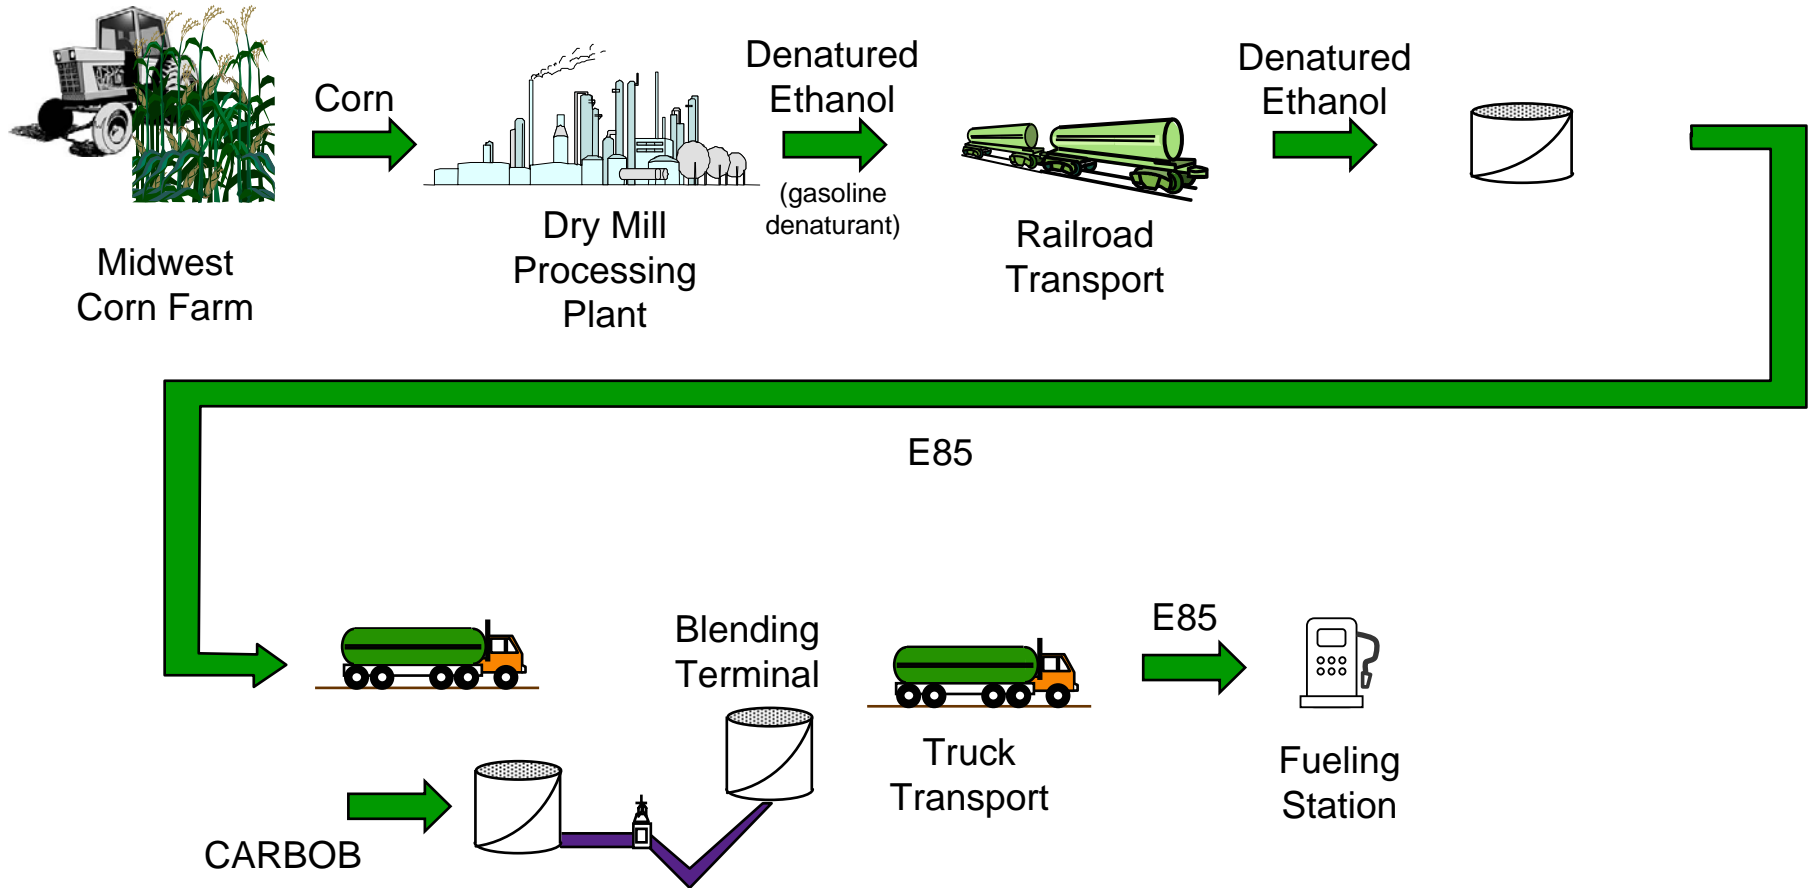 Corn
Denatured
Ethanol
(gasoline
denaturant)
Denatured
Ethanol
Midwest
Corn Farm
Dry Mill
Processing
Plant
Railroad
Transport
E85
Blending
Terminal
E85
Truck
Transport
Fueling
Station
CARBOB